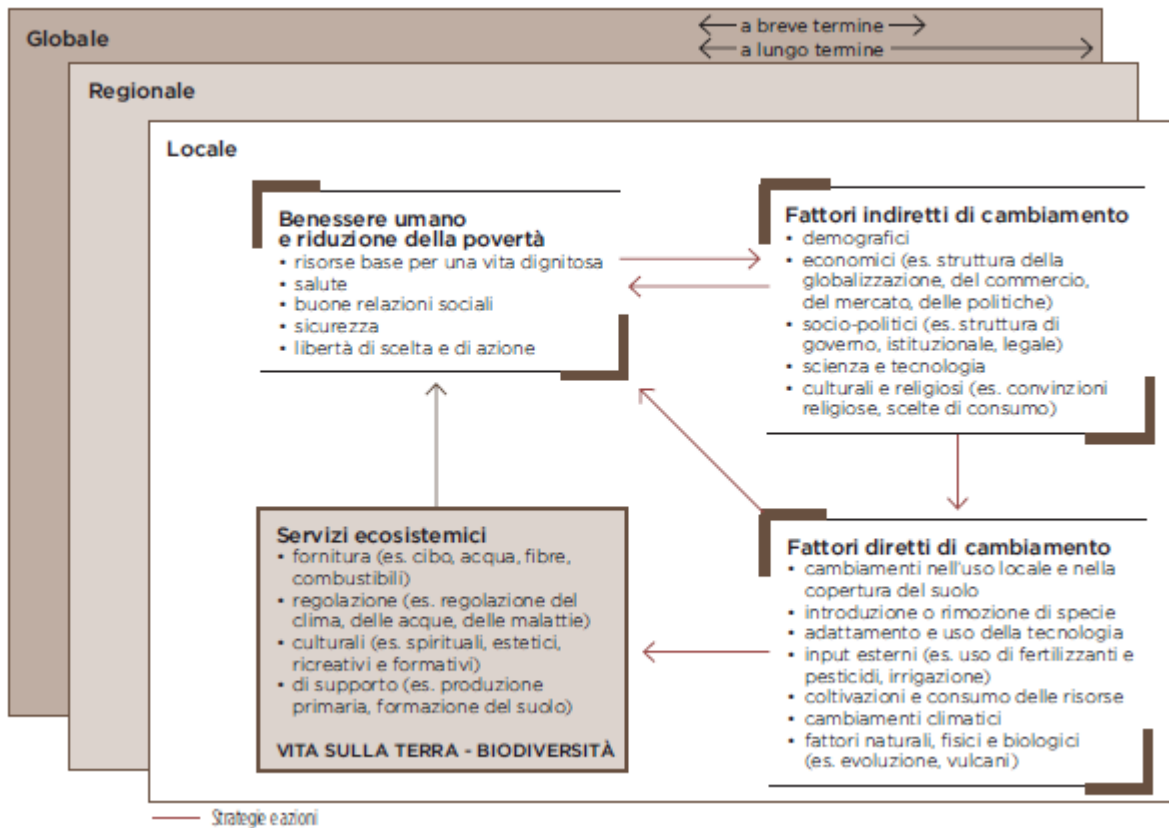 Globale
a breve termine
a lungo termine
Regionale
Locale
Benessere umano
e riduzione della povertà
• risorse base per una vita dignitosa
• salute
• buone relazioni sociali
• sicurezza
• libertà di scelta e di azione
Fattori indiretti di cambiamento
• demografici
• economici (es. struttura della
globalizzazione, del commercio,
del mercato, delle politiche)
• socio-politici (es. struttura di
governo, istituzionale, legale)
• scienza e tecnologia
• culturali e religiosi (es. convinzioni
religiose, scelte di consumo)
Servizi ecosistemici
• fornitura (es. cibo, acqua, fibre,
combustibili)
• regolazione (es. regolazione del
clima, delle acque, delle malattie)
• culturali (es. spirituali, estetici,
ricreativi e formativi)
• di supporto (es. produzione
primaria, formazione del suolo)
VITA SULLA TERRA - BIODIVERSITÀ
Fattori diretti di cambiamento
• cambiamenti nell'uso locale e nella
copertura del suolo
• introduzione o rimozione di specie
• adattamento e uso della tecnologia
• input esterni (es. uso di fertilizzanti e
pesticidi, irrigazione)
• coltivazioni e consumo delle risorse
• cambiamenti climatici
• fattori naturali, fisici e biologici
(es. evoluzione, vulcani)
Strategie e azioni